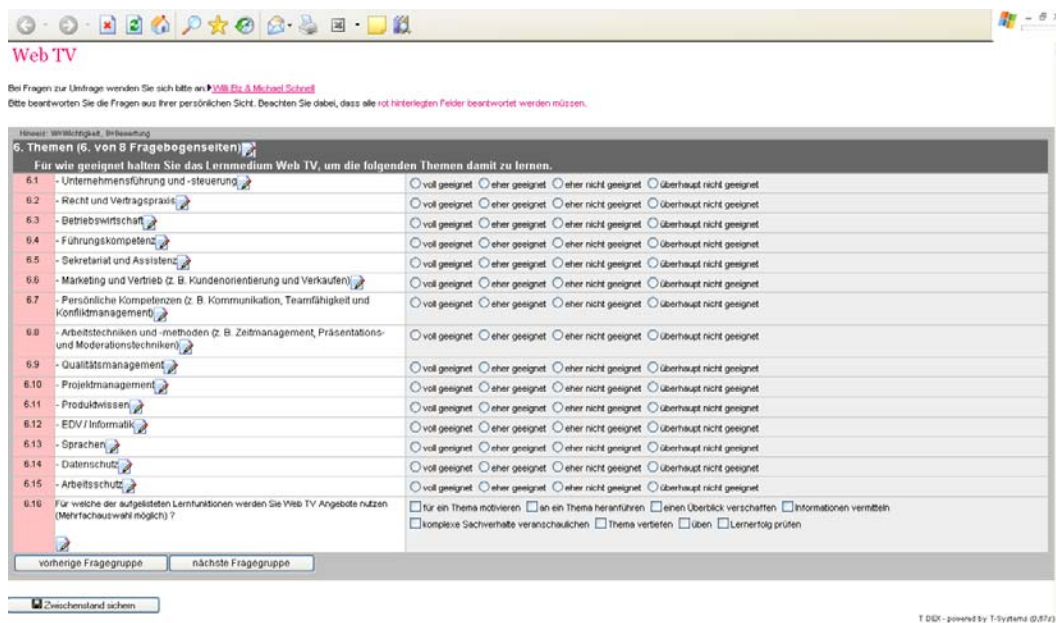 Web TV
Bei Fragen zur Umfrage wenden Sie sich bitte an: Willi Elz & Michael Schnell
Bitte beantworten Sie die Fragen aus Ihrer persönlichen Sicht. Beachten Sie dabei, dass alle rot hinterlegten Felder beantwortet werden müssen.
Hinweis: W=Wichtigkeit, B=Bewertung
6. Themen (6. von 8 Fragebogenseiten)
Für wie geeignet halten Sie das Lernmedium Web TV, um die folgenden Themen damit zu lernen.
6.1 - Unternehmensführung und -steuerung voll geeignet eher geeignet eher nicht geeignet überhaupt nicht geeignet
6.2 - Recht und Vertragspraxis voll geeignet eher geeignet eher nicht geeignet überhaupt nicht geeignet
6.3 - Betriebswirtschaft voll geeignet eher geeignet eher nicht geeignet überhaupt nicht geeignet
6.4 - Führungskompetenz voll geeignet eher geeignet eher nicht geeignet überhaupt nicht geeignet
6.5 - Sekretariat und Assistenz voll geeignet eher geeignet eher nicht geeignet überhaupt nicht geeignet
6.6 - Marketing und Vertrieb (z. B. Kundenorientierung und Verkaufen) voll geeignet eher geeignet eher nicht geeignet überhaupt nicht geeignet
6.7 - Persönliche Kompetenzen (z. B. Kommunikation, Teamfähigkeit und
Konfliktmanagement) voll geeignet eher geeignet eher nicht geeignet überhaupt nicht geeignet
6.8 - Arbeitstechniken und -methoden (z. B. Zeitmanagement, Präsentations-
und Moderationstechniken) voll geeignet eher geeignet eher nicht geeignet überhaupt nicht geeignet
6.9 - Qualitätsmanagement voll geeignet eher geeignet eher nicht geeignet überhaupt nicht geeignet
6.10 - Projektmanagement voll geeignet eher geeignet eher nicht geeignet überhaupt nicht geeignet
6.11 - Produktwissen voll geeignet eher geeignet eher nicht geeignet überhaupt nicht geeignet
6.12 - EDV / Informatik voll geeignet eher geeignet eher nicht geeignet überhaupt nicht geeignet
6.13 - Sprachen voll geeignet eher geeignet eher nicht geeignet überhaupt nicht geeignet
6.14 - Datenschutz voll geeignet eher geeignet eher nicht geeignet überhaupt nicht geeignet
6.15 - Arbeitsschutz voll geeignet eher geeignet eher nicht geeignet überhaupt nicht geeignet
6.16 Für welche der aufgelisteten Lernfunktionen werden Sie Web TV Angebote nutzen
(Mehrfachauswahl möglich) ?
für ein Thema motivieren an ein Thema heranführen einen Überblick verschaffen Informationen vermitteln
komplexe Sachverhalte veranschaulichen Thema vertiefen üben Lernerfolg prüfen
vorherige Fragegruppe nächste Fragegruppe
Zwischenstand sichern
T DEX - powered by T-Systems